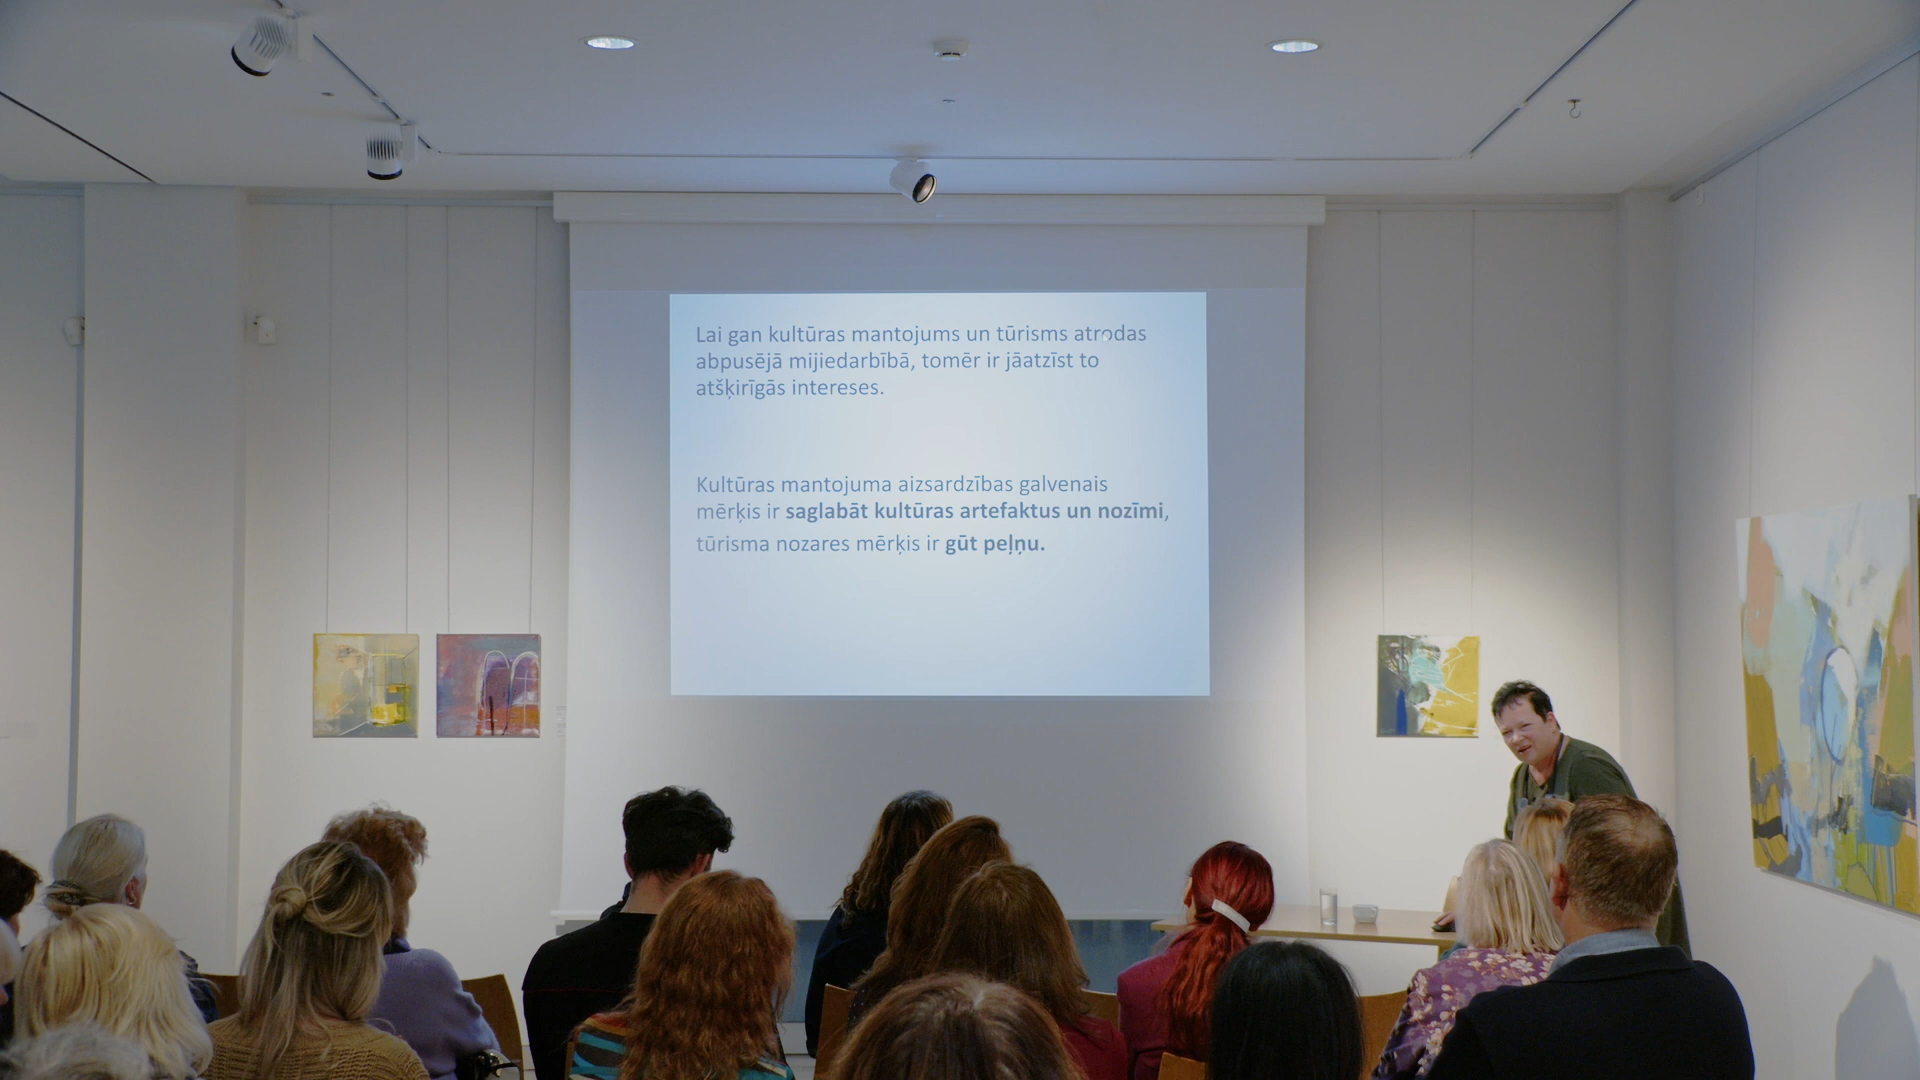 Lai gan kultūras mantojums un tūrisms atrodas
abpusējā mijiedarbībā, tomēr ir jāatzīst to
atšķirīgās intereses.
Kultūras mantojuma aizsardzības galvenais
mērķis ir saglabāt kultūras artefaktus un nozīmi,
tūrisma nozares mērķis ir gūt peļņu.